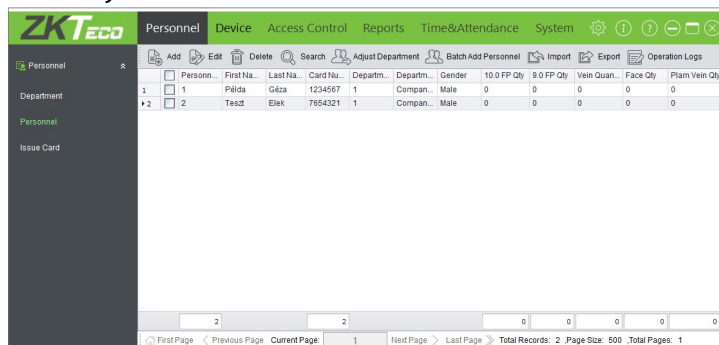 ZKTeco
Personnel Device Access Control Reports Time&Attendance System
Personnel
Department
Personnel
Issue Card
Add Edit Delete Search Adjust Department Batch Add Personnel Import Export Operation Logs
Personn... First Na... Last Na... Card Nu... Departm... Departm... Gender 10.0 FP Qty 9.0 FP Qty Vein Quan... Face Qty Plam Vein Qty
1 1 Példa Géza 1234567 1 Compan... Male 0 0 0 0 0
2 2 Teszt Elek 7654321 1 Compan... Male 0 0 0 0 0
2 2 0 0 0 0 0
First Page Previous Page Current Page: 1 Next Page Last Page Total Records: 2 ,Page Size: 500 ,Total Pages: 1